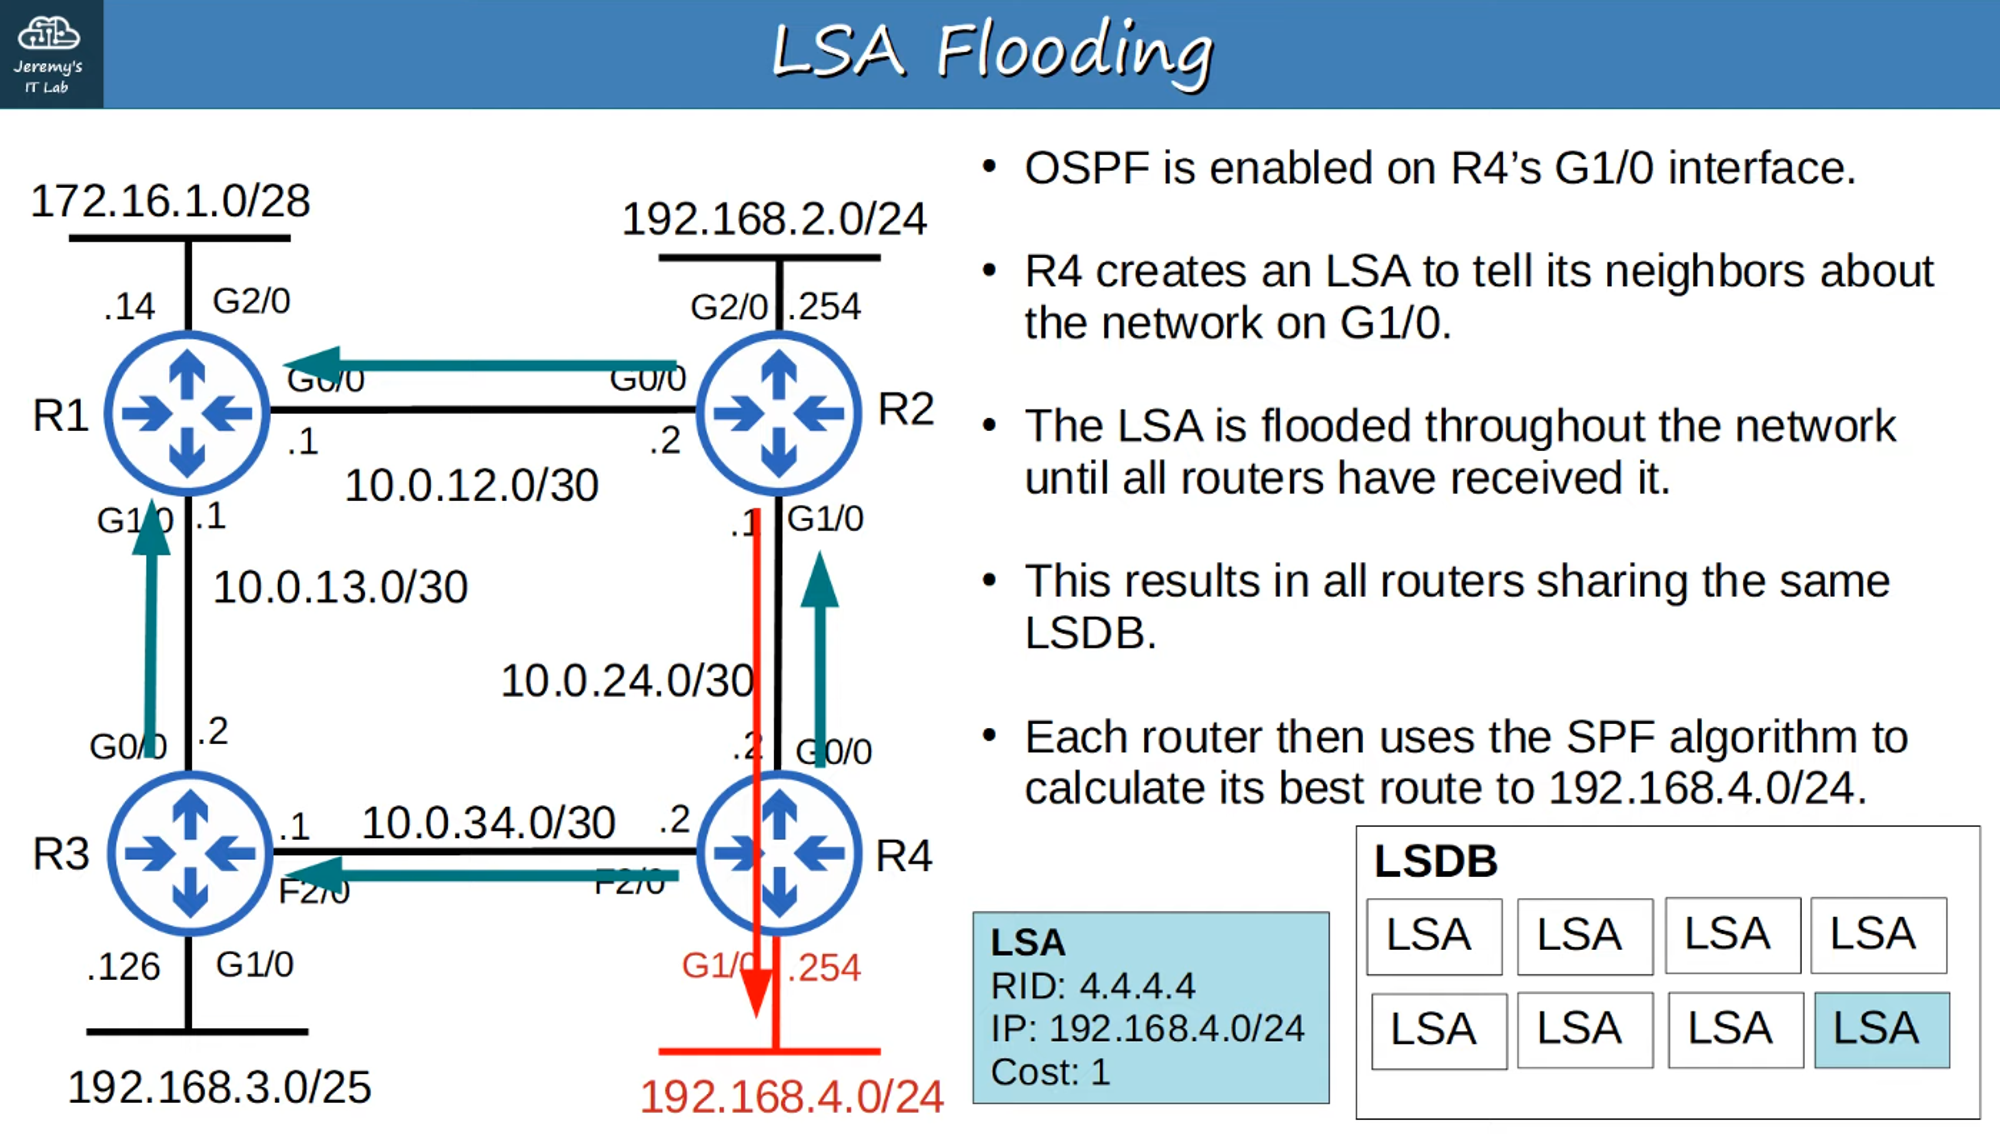 Jeremy's
IT Lab
LSA Flooding
172.16.1.0/28
192.168.2.0/24
.14
G2/0
G2/0
.254
R1
G0/0
G0/0
R2
.1
.2
10.0.12.0/30
G1/0
.1
.1
G1/0
10.0.13.0/30
10.0.24.0/30
G0/0
.2
.2
G0/0
R3
.1
10.0.34.0/30
.2
R4
F2/0
F2/0
.126
G1/0
G1/0
.254
192.168.3.0/25
192.168.4.0/24
• OSPF is enabled on R4’s G1/0 interface.
• R4 creates an LSA to tell its neighbors about
the network on G1/0.
• The LSA is flooded throughout the network
until all routers have received it.
• This results in all routers sharing the same
LSDB.
• Each router then uses the SPF algorithm to
calculate its best route to 192.168.4.0/24.
LSA
RID: 4.4.4.4
IP: 192.168.4.0/24
Cost: 1
LSDB
LSA LSA LSA LSA
LSA LSA LSA LSA